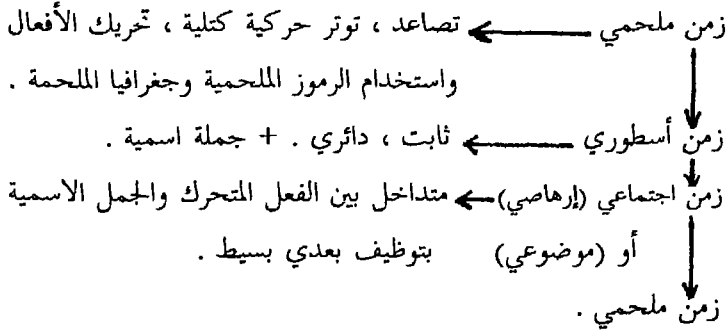 زمن ملحمي ← تصاعد ، توتر حركية كتلية ، تحريك الأفعال
واستخدام الرموز الملحمية وجغرافيا الملحمة .
زمن أسطوري ← ثابت ، دائري . + جملة اسمية .
زمن اجتماعي (إرهاصي) ← متداخل بين الفعل المتحرك والجمل الاسمية
أو (موضوعي) بتوظيف بعدي بسيط .
زمن ملحمي .